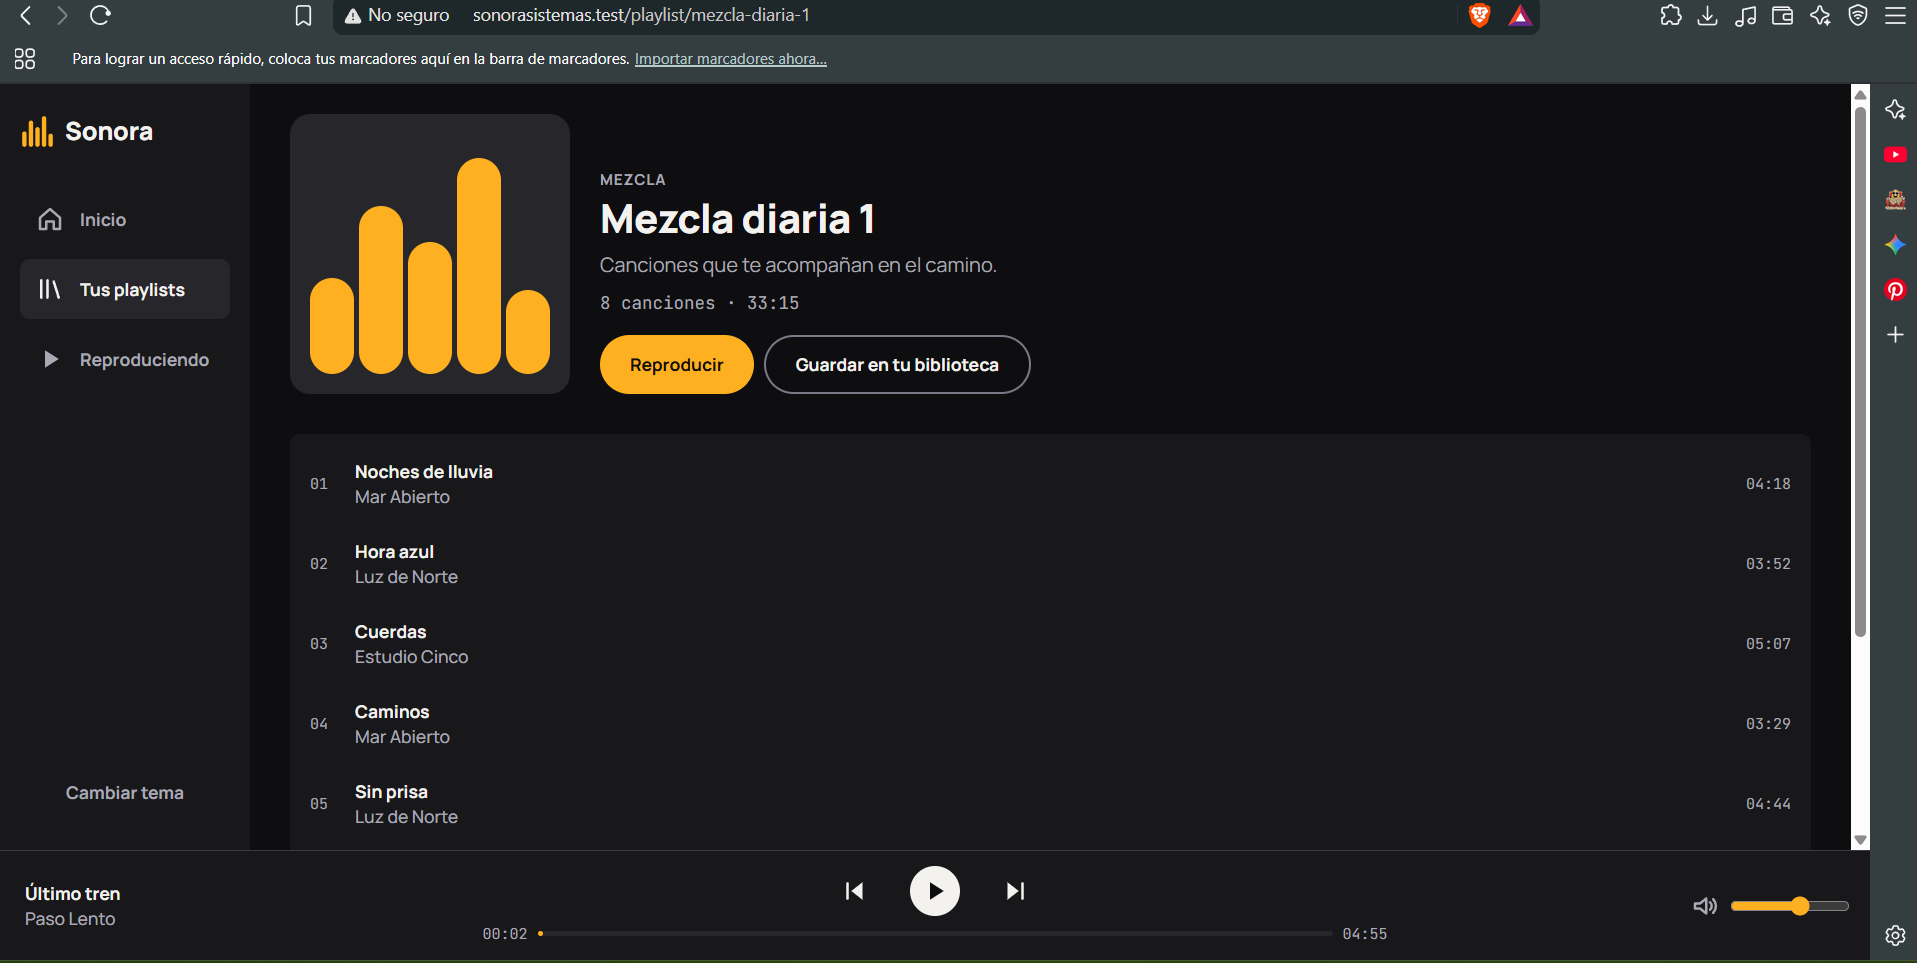 No seguro sonorasistemas.test/playlist/mezcla-diaria-1
Para lograr un acceso rápido, coloca tus marcadores aquí en la barra de marcadores. Importar marcadores ahora...
Sonora
Inicio
Tus playlists
Reproduciendo
Cambiar tema
MEZCLA
Mezcla diaria 1
Canciones que te acompañan en el camino.
8 canciones · 33:15
Reproducir
Guardar en tu biblioteca
01 Noches de lluvia 04:18
Mar Abierto
02 Hora azul 03:52
Luz de Norte
03 Cuerdas 05:07
Estudio Cinco
04 Caminos 03:29
Mar Abierto
05 Sin prisa 04:44
Luz de Norte
Último tren
Paso Lento
00:02 04:55